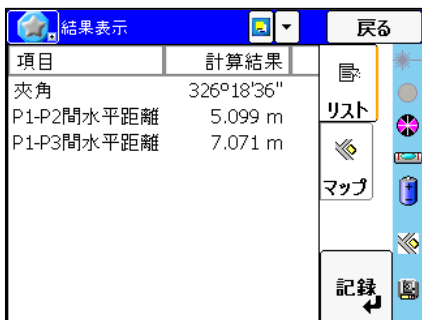 結果表示
戻る
項目 計算結果
夾角 326°18'36"
P1-P2間水平距離 5.099 m
P1-P3間水平距離 7.071 m
リスト
マップ
記録